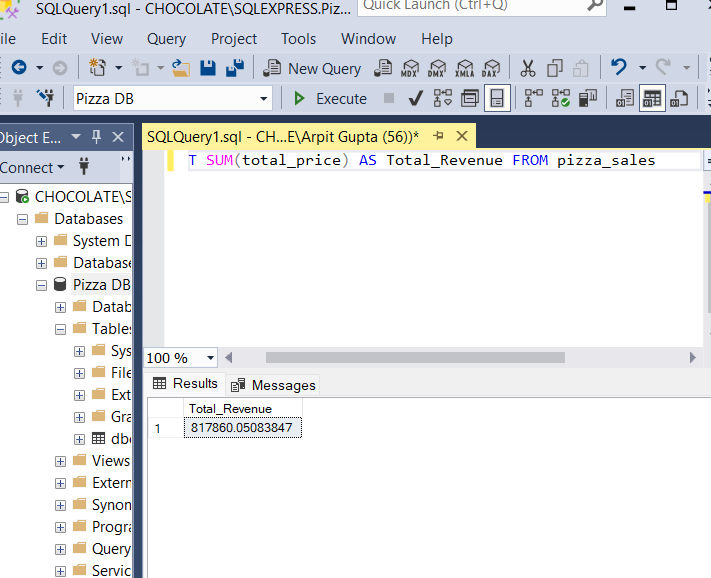 SQLQuery1.sql - CHOCOLATE\SQLEXPRESS.Piz...
Quick Launch (Ctrl+Q)
ile Edit View Query Project Tools Window Help
New Query MDX DMX XMLA DAX
Pizza DB Execute
Object E...
SQLQuery1.sql - CH...E\Arpit Gupta (56))*
Connect
T SUM(total_price) AS Total_Revenue FROM pizza_sales
CHOCOLATE\S
Databases
System D
Database
Pizza DB
Datab
Tables
Sys
File
Ext
Gra
dbo
Views
Extern
Synon
Progra
Query
Servic
100 %
Results Messages
Total_Revenue
1 817860.05083847